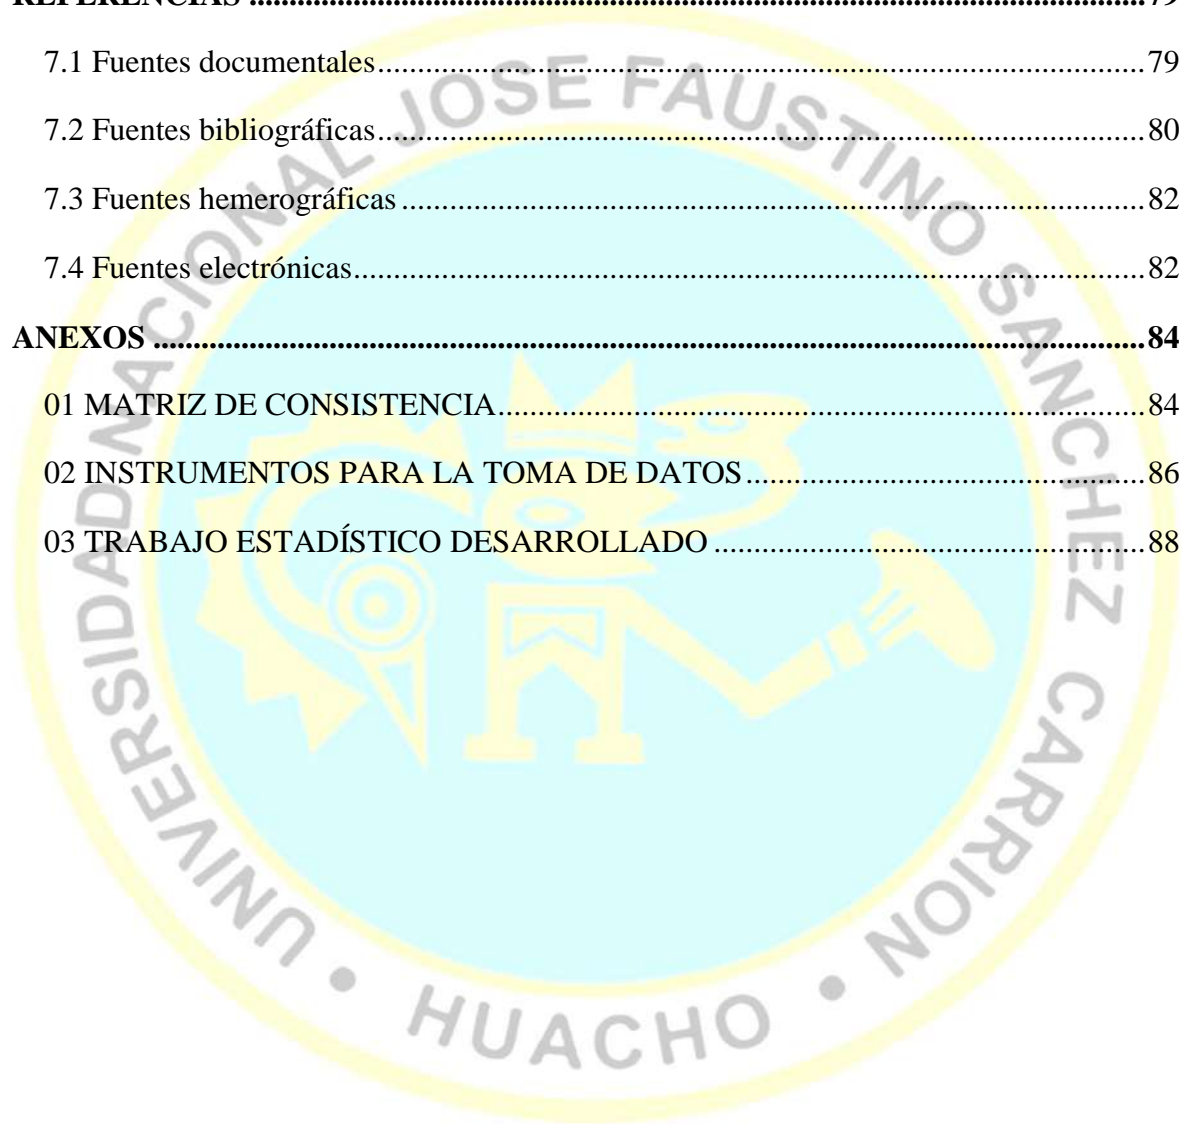 REFERENCIAS ........................................................................................................ 79
7.1 Fuentes documentales ........................................................................................ 79
7.2 Fuentes bibliográficas ........................................................................................ 80
7.3 Fuentes hemerográficas ..................................................................................... 82
7.4 Fuentes electrónicas ........................................................................................... 82
ANEXOS ................................................................................................................. 84
01 MATRIZ DE CONSISTENCIA ........................................................................ 84
02 INSTRUMENTOS PARA LA TOMA DE DATOS .......................................... 86
03 TRABAJO ESTADÍSTICO DESARROLLADO .............................................. 88
UNIVERSIDAD NACIONAL JOSE FAUSTINO SANCHEZ CARRION
• HUACHO •